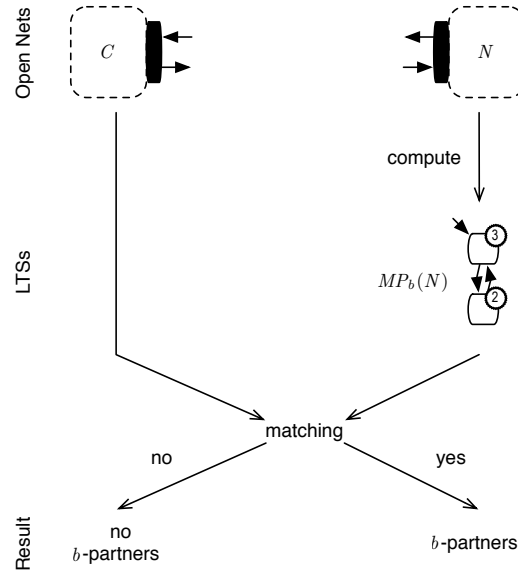 Open Nets
C
N
compute
LTSs
3
MP_b(N)
2
matching
no
yes
Result
no
b-partners
b-partners